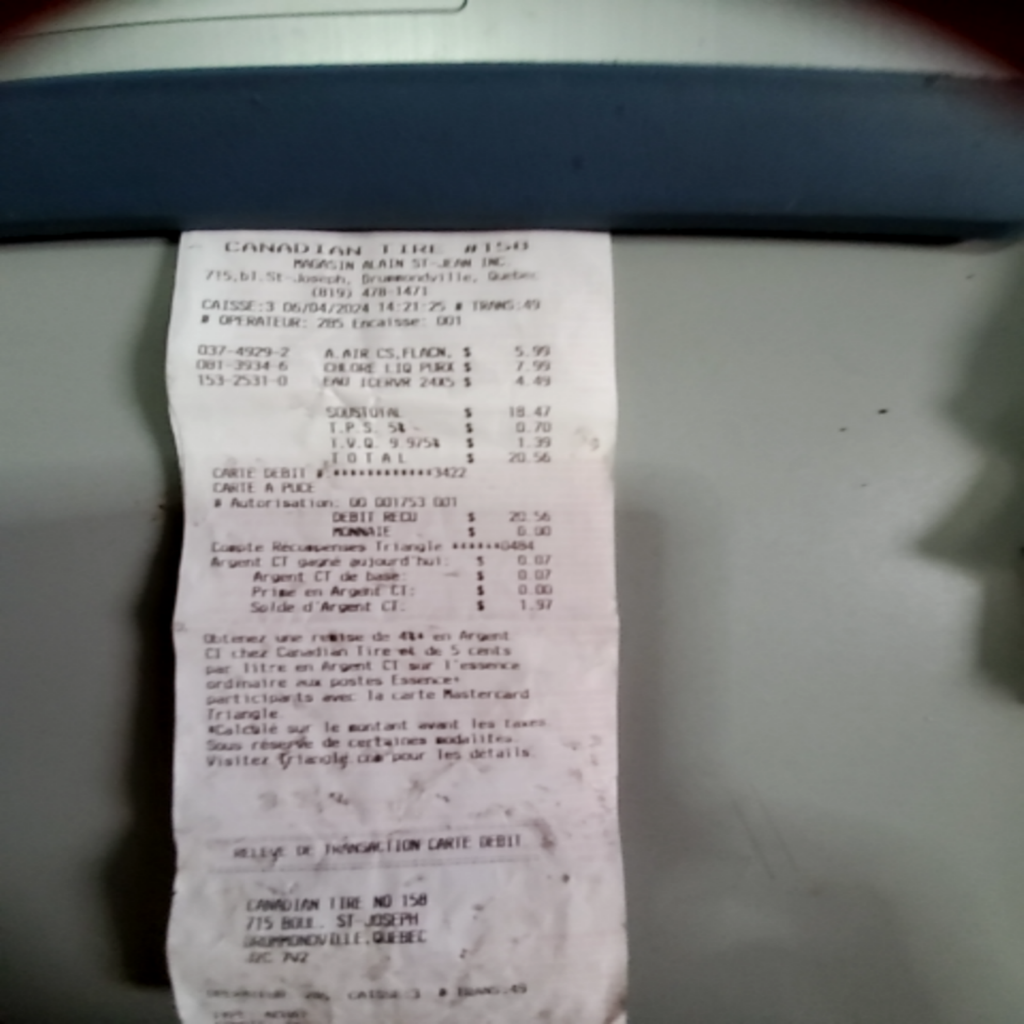 CANADIAN TIRE #158
MAGASIN ALAIN ST-JEAN INC.
715,bl.St-Joseph, Drummondville, Quebec
(819) 478-1471
CAISSE:3 06/04/2024 14:21:25 # TRANS:49
# OPERATEUR: 285 Encaisse: 001
037-4929-2 A.AIR CS,FLACN. $ 5.99
081-3934-6 CHLORE LIQ PURX $ 7.99
153-2531-0 EAU ICERVR 24X5 $ 4.49
SOUSTOTAL $ 18.47
T.P.S. 5% $ 0.70
T.V.Q. 9.975% $ 1.39
T O T A L $ 20.56
CARTE DEBIT #:************3422
CARTE A PUCE
# Autorisation: 00 001753 001
DEBIT RECU $ 20.56
MONNAIE $ 0.00
Compte Récompenses Triangle ******0484
Argent CT gagné aujourd'hui: $ 0.07
Argent CT de base: $ 0.07
Prime en Argent CT: $ 0.00
Solde d'Argent CT: $ 1.97
Obtenez une remise de 4%* en Argent
CT chez Canadian Tire et de 5 cents
par litre en Argent CT sur l'essence
ordinaire aux postes Essence+
participants avec la carte Mastercard
Triangle.
*Calculé sur le montant avant les taxes.
Sous réserve de certaines modalités.
Visitez triangle.com pour les détails.
RELEVE DE TRANSACTION CARTE DEBIT
CANADIAN TIRE NO 158
715 BOUL. ST-JOSEPH
DRUMMONDVILLE,QUEBEC
J2C 7V2
OPERATEUR 285 CAISSE:3 # TRANS:49